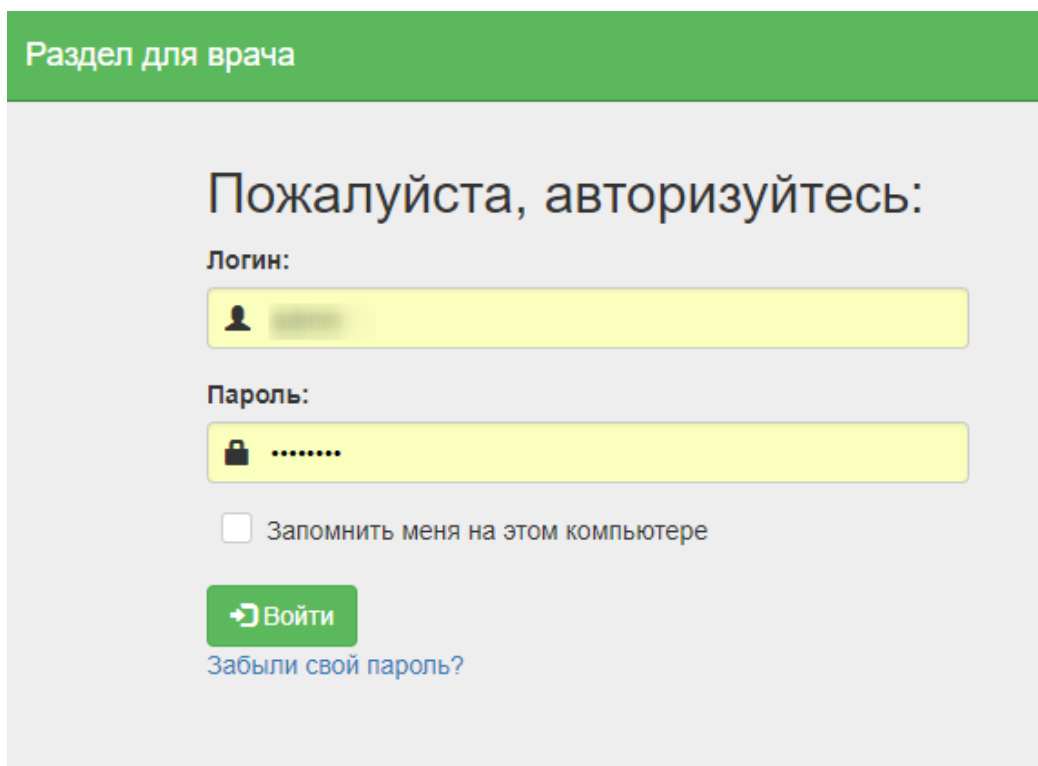 Раздел для врача
Пожалуйста, авторизуйтесь:
Логин:
Пароль:
••••••••
Запомнить меня на этом компьютере
Войти
Забыли свой пароль?